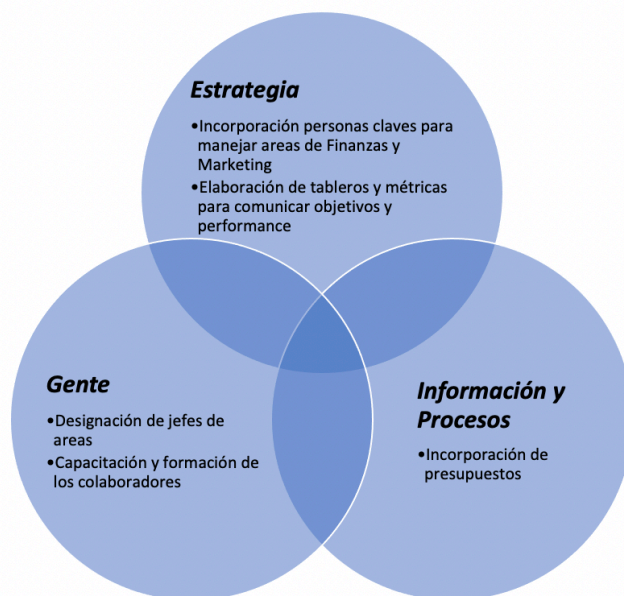 Estrategia
•Incorporación personas claves para
manejar areas de Finanzas y
Marketing
•Elaboración de tableros y métricas
para comunicar objetivos y
performance
Gente
•Designación de jefes de
areas
•Capacitación y formación de
los colaboradores
Información y
Procesos
•Incorporación de
presupuestos